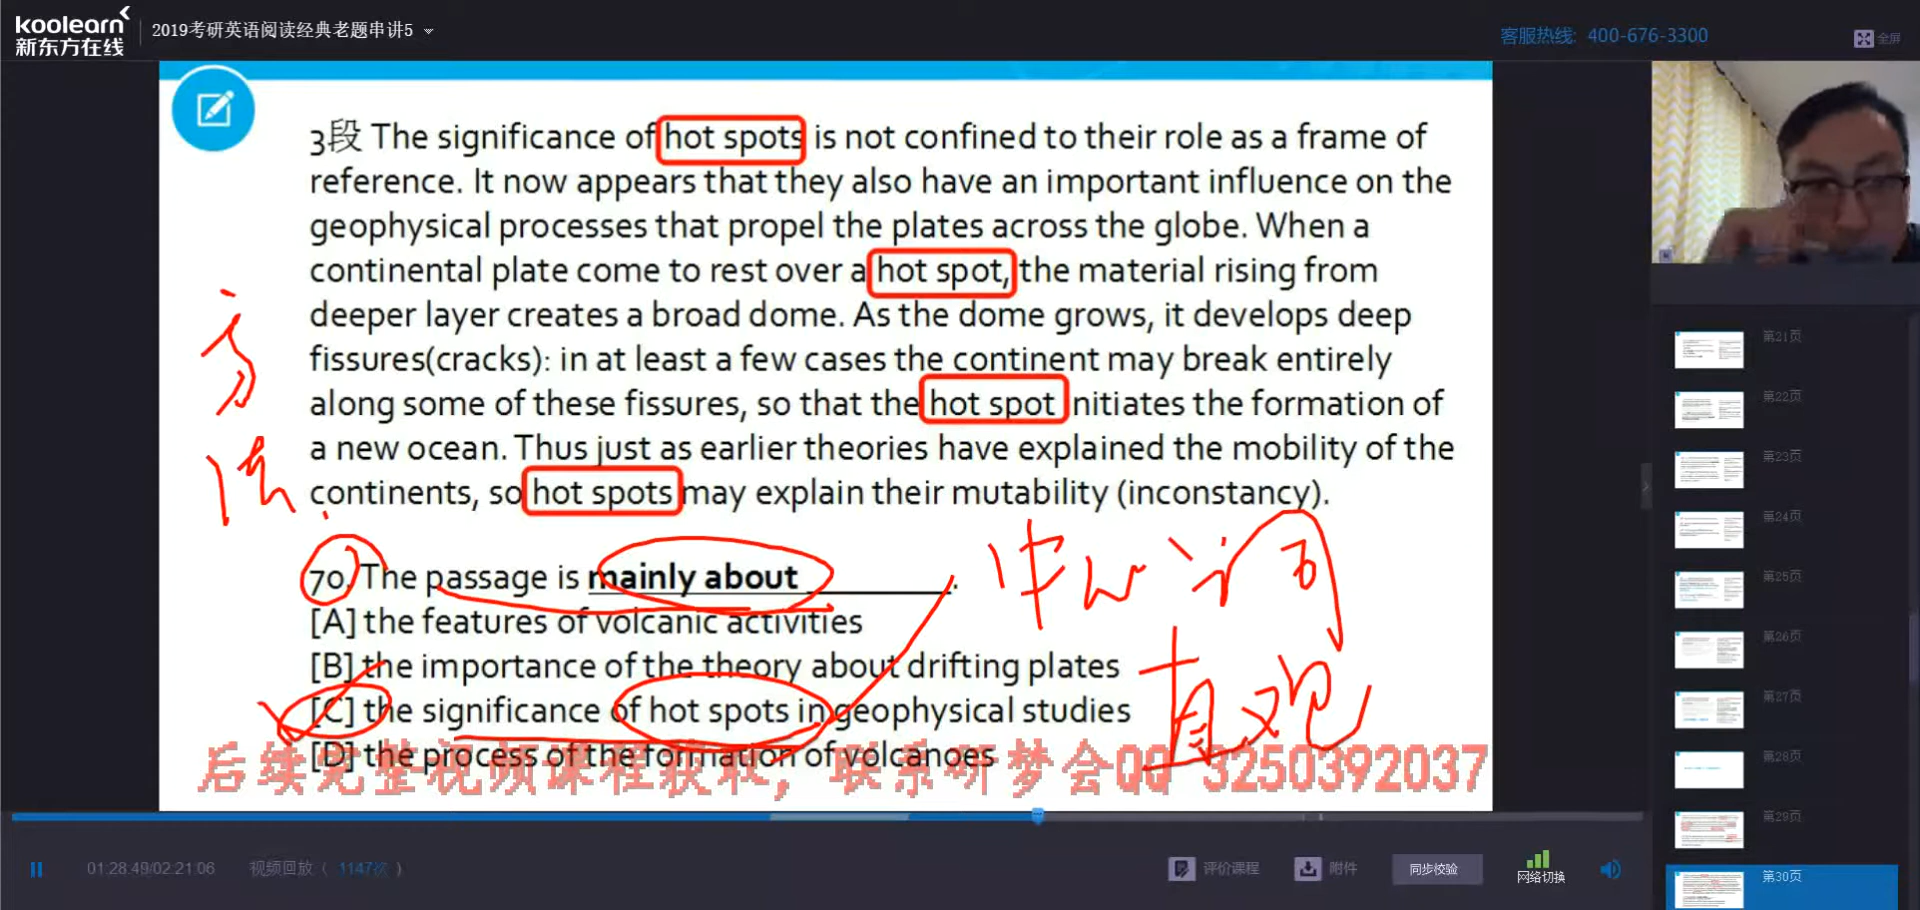 koolearn
新东方在线
2019考研英语阅读经典老题串讲5
客服热线: 400-676-3300
全屏
3段 The significance of hot spots is not confined to their role as a frame of
reference. It now appears that they also have an important influence on the
geophysical processes that propel the plates across the globe. When a
continental plate come to rest over a hot spot, the material rising from
deeper layer creates a broad dome. As the dome grows, it develops deep
fissures(cracks): in at least a few cases the continent may break entirely
along some of these fissures, so that the hot spot nitiates the formation of
a new ocean. Thus just as earlier theories have explained the mobility of the
continents, so hot spots may explain their mutability (inconstancy).
方法
70. The passage is mainly about ________.
中心词
[A] the features of volcanic activities
[B] the importance of the theory about drifting plates
直观
[C] the significance of hot spots in geophysical studies
[D] the process of the formation of volcanoes
后续完整视频课程获取，联系研梦会QQ 3250392037
第21页
第22页
第23页
第24页
第25页
第26页
第27页
第28页
第29页
第30页
01:28:49/02:21:06
视频回放（ 1147次 ）
评价课程
附件
同步校验
网络切换